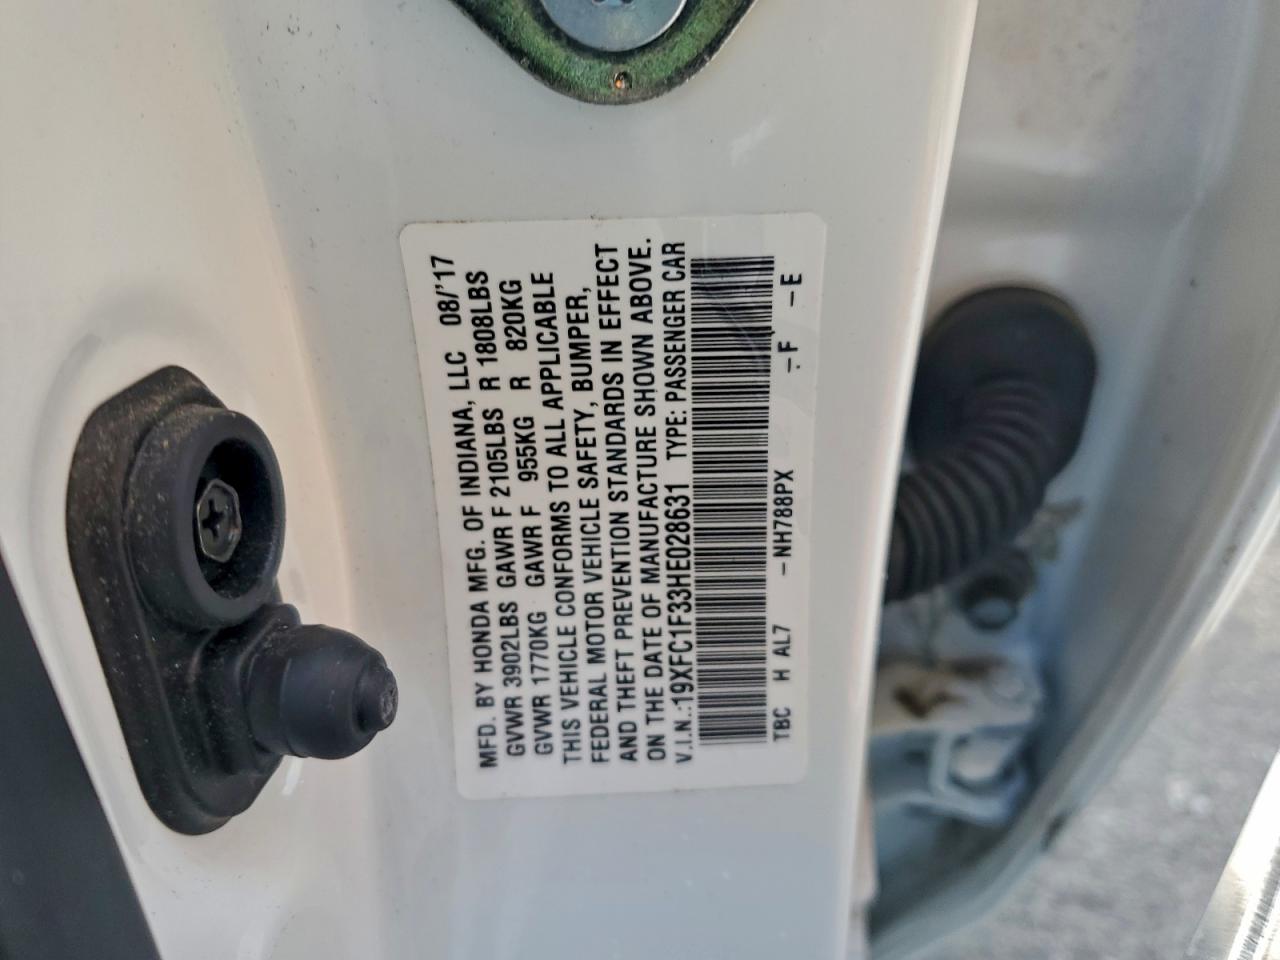 MFD. BY HONDA MFG. OF INDIANA, LLC 08/'17
GVWR 3902LBS GAWR F 2105LBS R 1808LBS
GVWR 1770KG GAWR F 955KG R 820KG
THIS VEHICLE CONFORMS TO ALL APPLICABLE
FEDERAL MOTOR VEHICLE SAFETY, BUMPER,
AND THEFT PREVENTION STANDARDS IN EFFECT
ON THE DATE OF MANUFACTURE SHOWN ABOVE.
V.I.N.:19XFC1F33HE028631 TYPE: PASSENGER CAR
TBC H AL7 -NH788PX -F -E